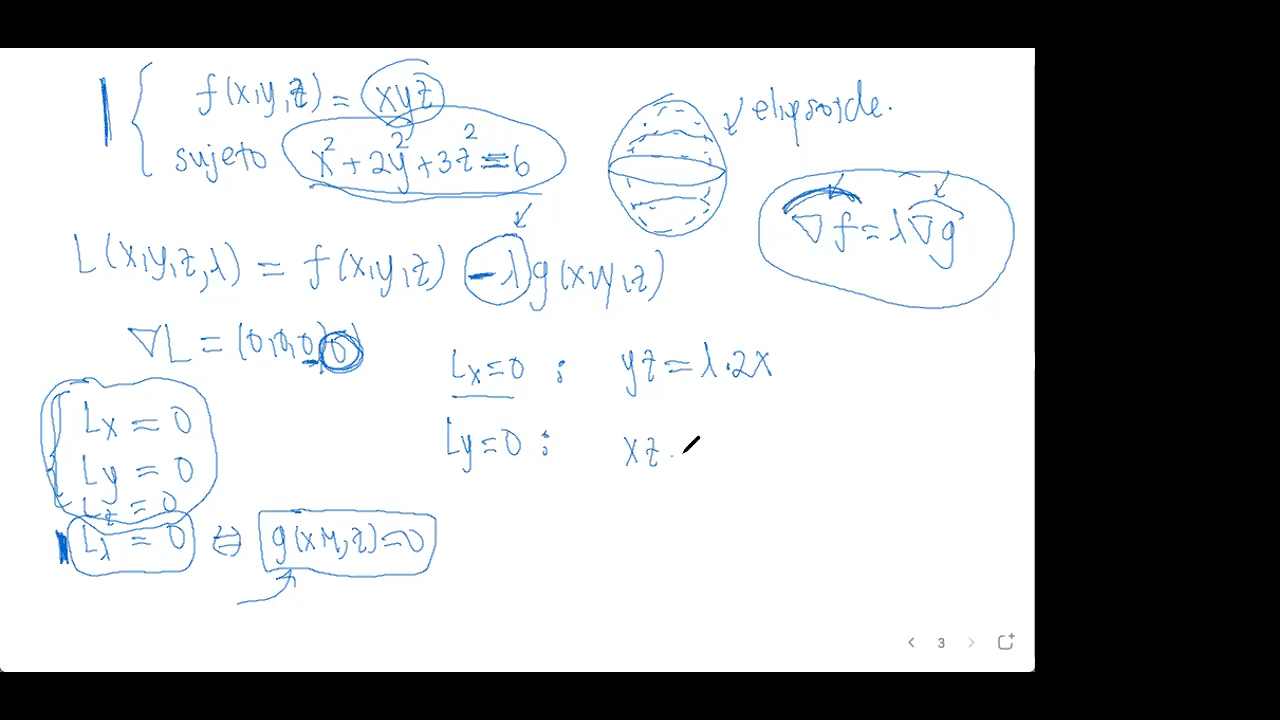 f(x,y,z) = xyz
sujeto x²+2y²+3z²=6
elipsoide.
∇f = λ∇g
L(x,y,z,λ) = f(x,y,z) -λg(x,y,z)
∇L = (0,0,0,0)
Lx=0 : yz=λ.2x
Ly=0 : xz
Lx = 0
Ly = 0
Lz = 0
Lλ = 0 ⇔ g(x,y,z)=0
< 3 >